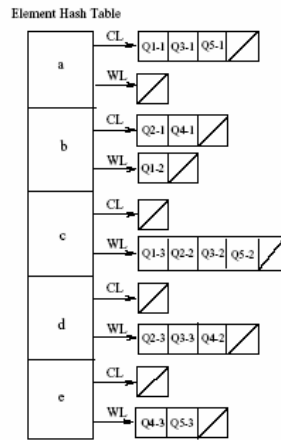 Element Hash Table
CL
Q1-1 Q3-1 Q5-1
a
WL
CL
Q2-1 Q4-1
b
WL
Q1-2
CL
c
WL
Q1-3 Q2-2 Q3-2 Q5-2
CL
d
WL
Q2-3 Q3-3 Q4-2
CL
e
WL
Q4-3 Q5-3